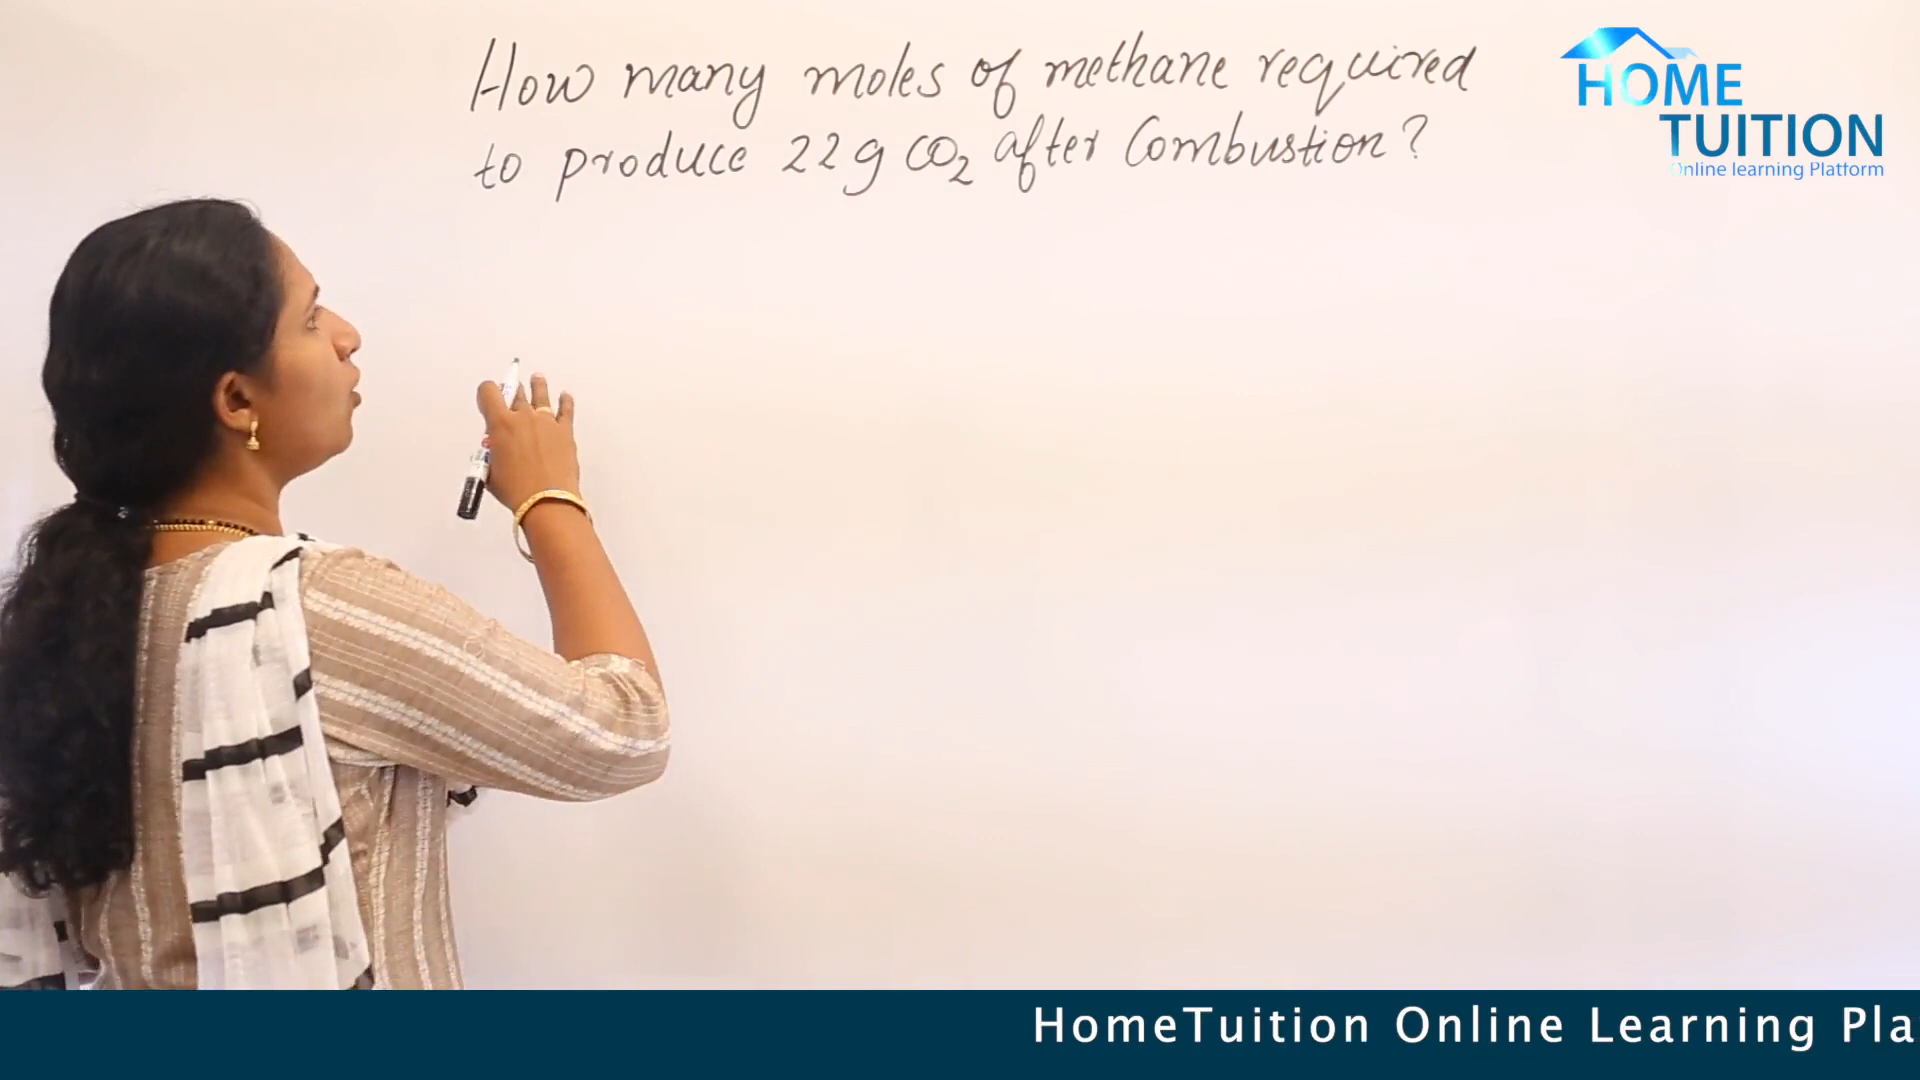 How many moles of methane required
to produce 22g CO2 after Combustion?
HOME
TUITION
Online learning Platform
HomeTuition Online Learning Pla